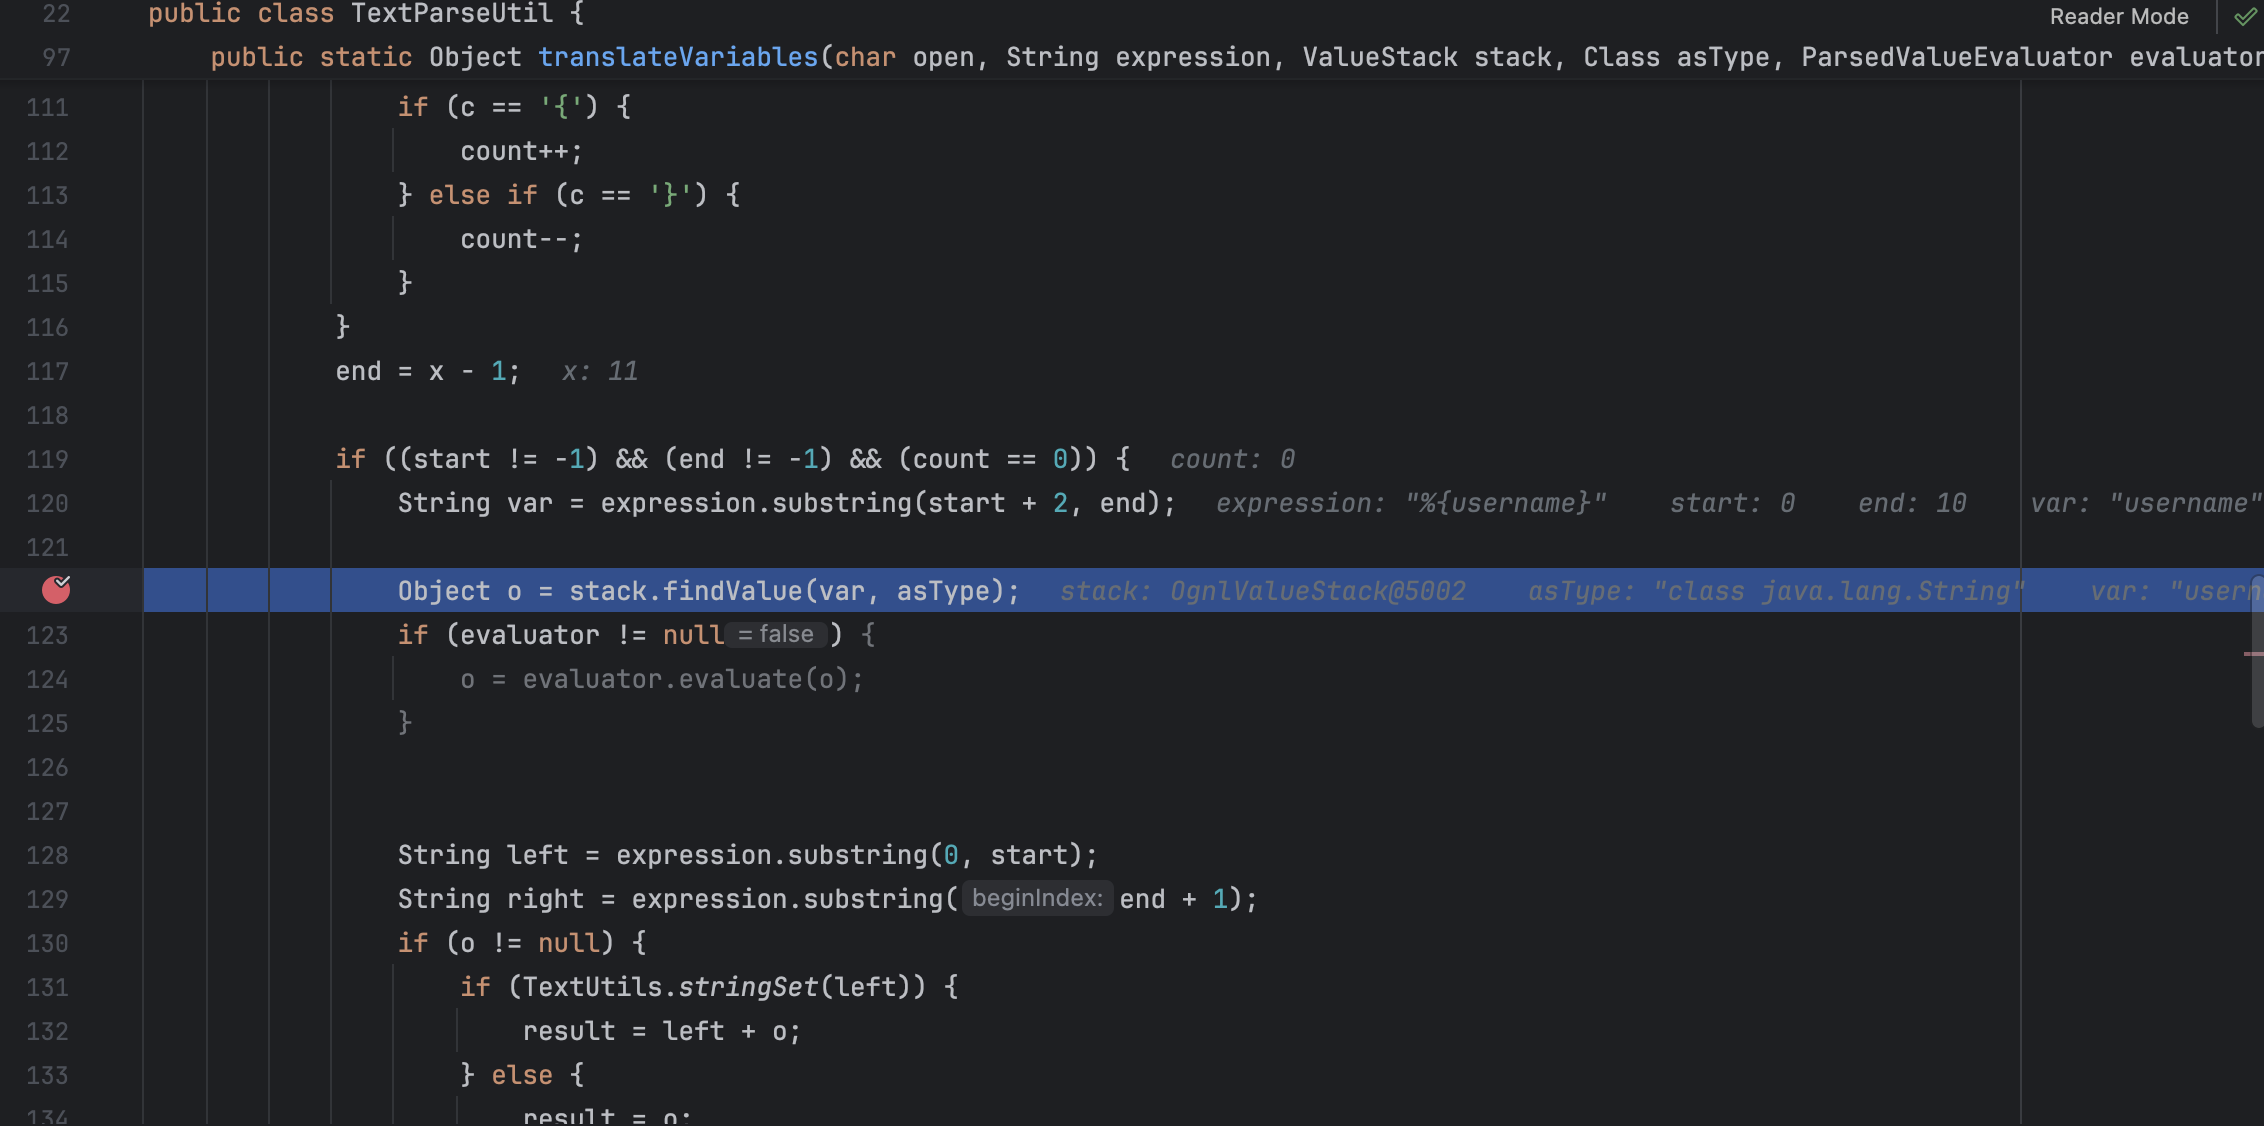 22 public class TextParseUtil {
Reader Mode
97 public static Object translateVariables(char open, String expression, ValueStack stack, Class asType, ParsedValueEvaluator evaluator
111 if (c == '{') {
112 count++;
113 } else if (c == '}') {
114 count--;
115 }
116 }
117 end = x - 1; x: 11
118
119 if ((start != -1) && (end != -1) && (count == 0)) { count: 0
120 String var = expression.substring(start + 2, end); expression: "%{username}" start: 0 end: 10 var: "username"
121
Object o = stack.findValue(var, asType); stack: OgnlValueStack@5002 asType: "class java.lang.String" var: "usern
123 if (evaluator != null = false ) {
124 o = evaluator.evaluate(o);
125 }
126
127
128 String left = expression.substring(0, start);
129 String right = expression.substring( beginIndex: end + 1);
130 if (o != null) {
131 if (TextUtils.stringSet(left)) {
132 result = left + o;
133 } else {
134 result = o;